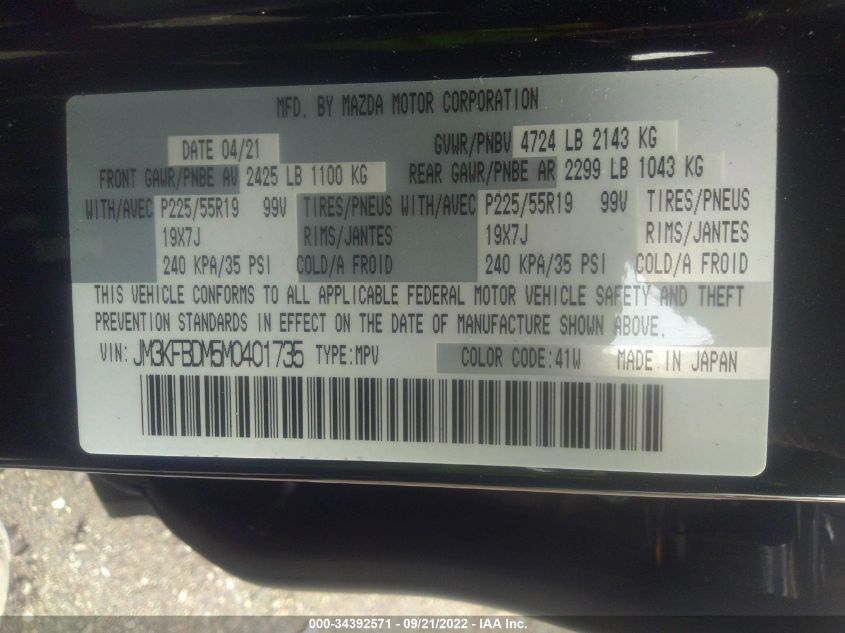 MFD. BY MAZDA MOTOR CORPORATION
DATE 04/21 GVWR/PNBV 4724 LB 2143 KG
FRONT GAWR/PNBE AV 2425 LB 1100 KG REAR GAWR/PNBE AR 2299 LB 1043 KG
WITH/AVEC P225/55R19 99V TIRES/PNEUS WITH/AVEC P225/55R19 99V TIRES/PNEUS
19X7J RIMS/JANTES 19X7J RIMS/JANTES
240 KPA/35 PSI COLD/A FROID 240 KPA/35 PSI COLD/A FROID
THIS VEHICLE CONFORMS TO ALL APPLICABLE FEDERAL MOTOR VEHICLE SAFETY AND THEFT
PREVENTION STANDARDS IN EFFECT ON THE DATE OF MANUFACTURE SHOWN ABOVE.
VIN: JM3KFBDM5M0401735 TYPE:MPV COLOR CODE:41W MADE IN JAPAN
000-34392571 - 09/21/2022 - IAA Inc.